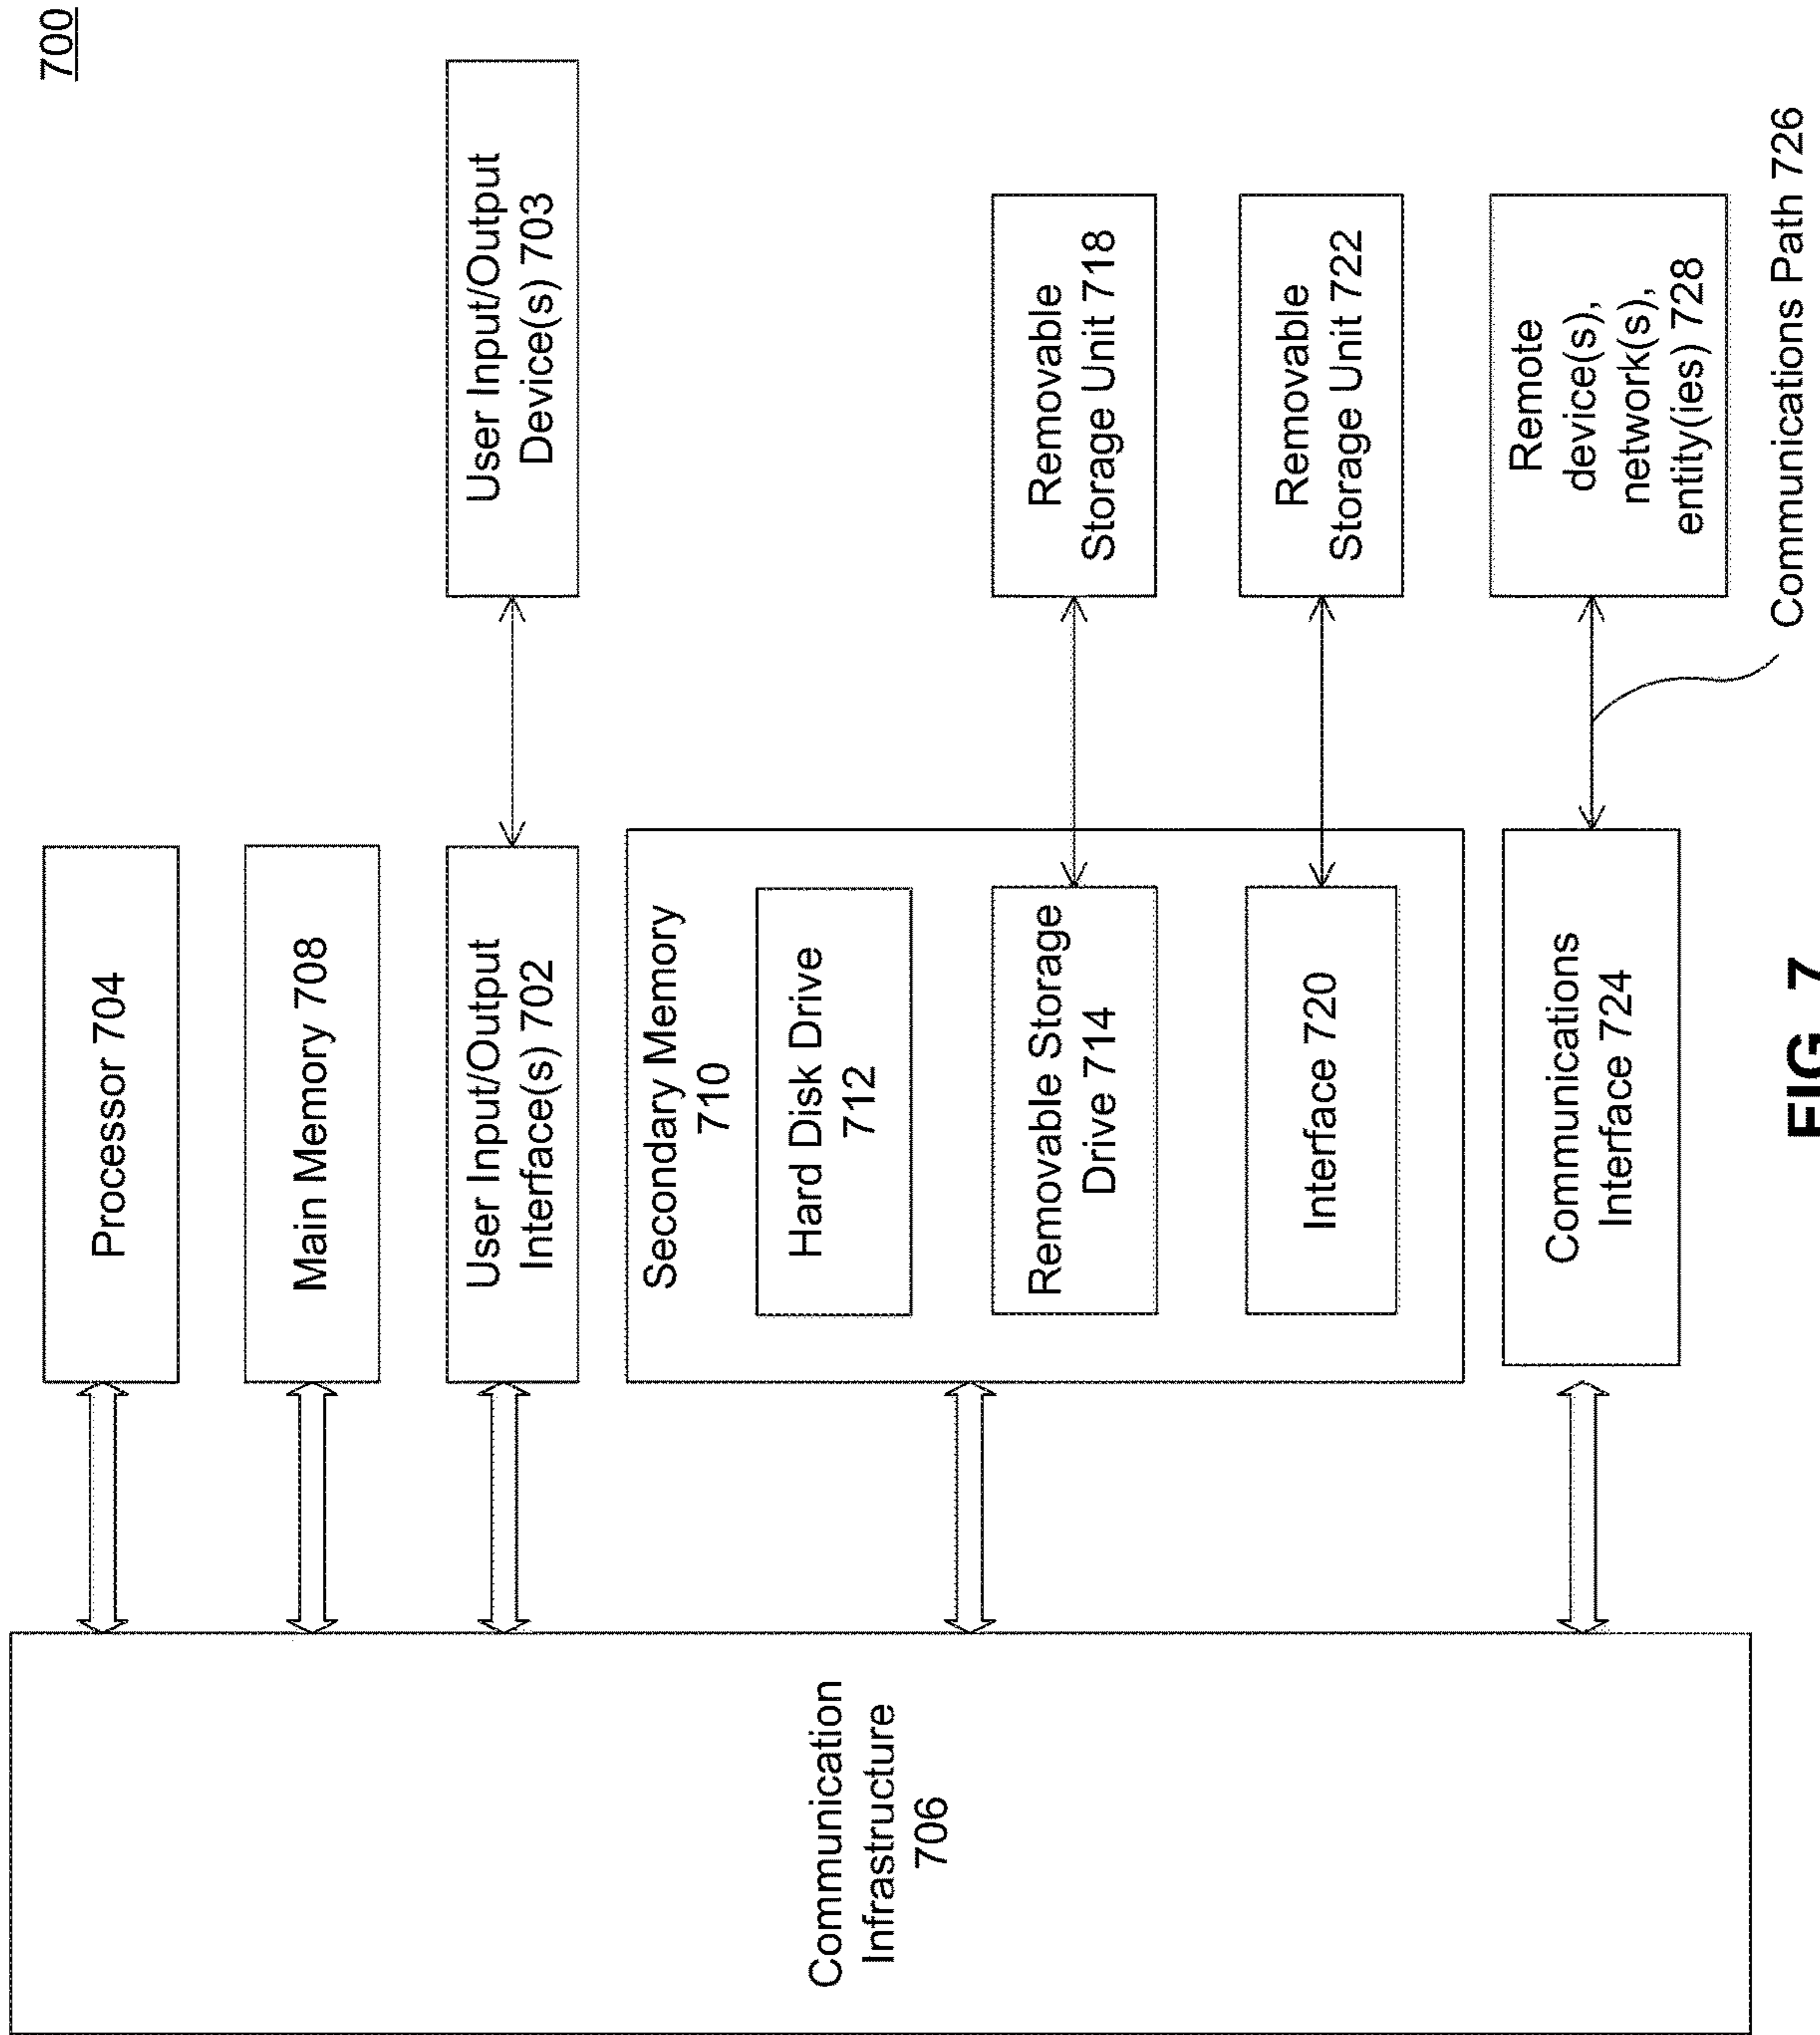 700
Processor 704
Main Memory 708
User Input/Output
Interface(s) 702
User Input/Output
Device(s) 703
Secondary Memory
710
Hard Disk Drive
712
Removable Storage
Drive 714
Removable
Storage Unit 718
Interface 720
Removable
Storage Unit 722
Communications
Interface 724
Remote
device(s),
network(s),
entity(ies) 728
Communications Path 726
Communication
Infrastructure
706
FIG. 7